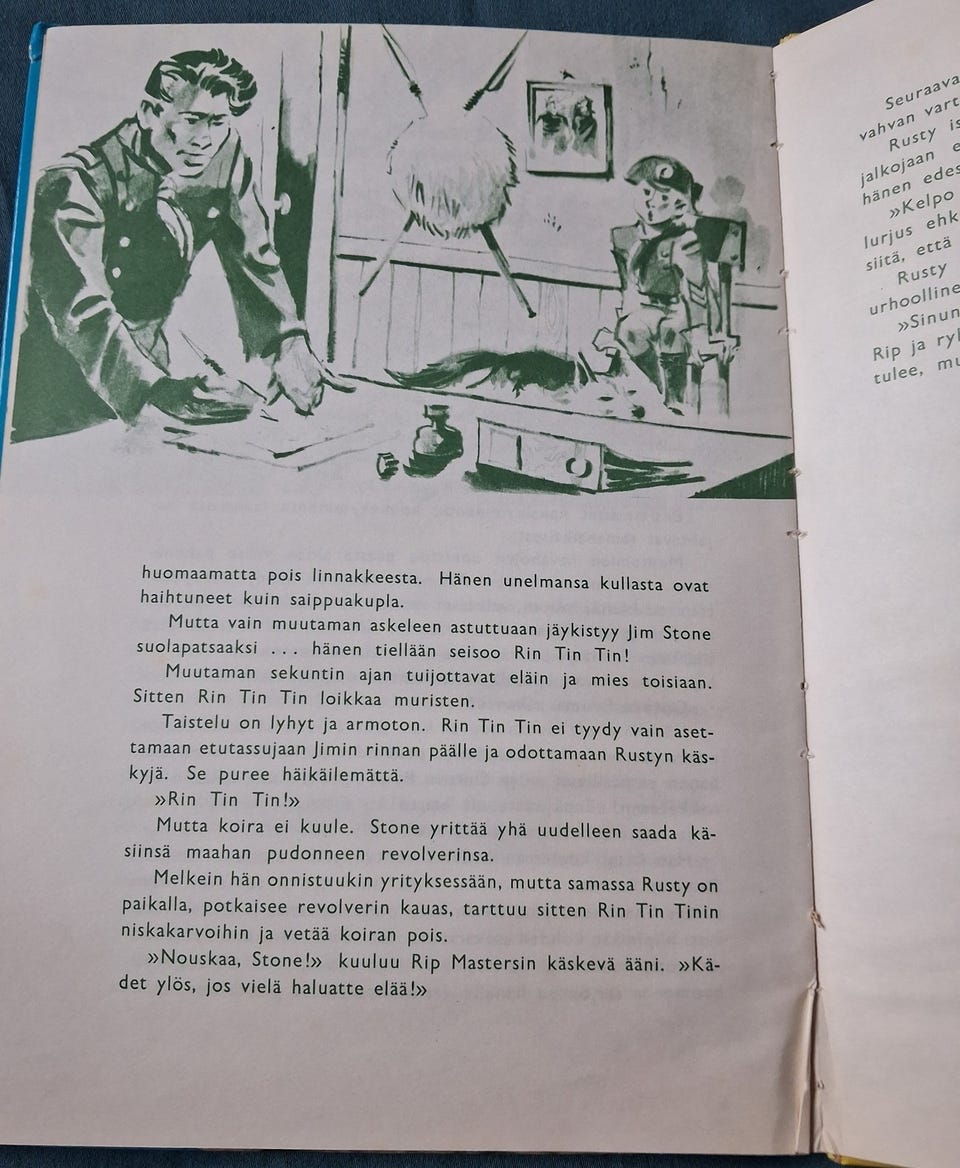 huomaamatta pois linnakkeesta. Hänen unelmansa kullasta ovat
haihtuneet kuin saippuakupla.
Mutta vain muutaman askeleen astuttuaan jäykistyy Jim Stone
suolapatsaaksi ... hänen tiellään seisoo Rin Tin Tin!
Muutaman sekuntin ajan tuijottavat eläin ja mies toisiaan.
Sitten Rin Tin Tin loikkaa muristen.
Taistelu on lyhyt ja armoton. Rin Tin Tin ei tyydy vain aset-
tamaan etutassujaan Jimin rinnan päälle ja odottamaan Rustyn käs-
kyjä. Se puree häikäilemättä.
»Rin Tin Tin!»
Mutta koira ei kuule. Stone yrittää yhä uudelleen saada kä-
siinsä maahan pudonneen revolverinsa.
Melkein hän onnistuukin yrityksessään, mutta samassa Rusty on
paikalla, potkaisee revolverin kauas, tarttuu sitten Rin Tin Tinin
niskakarvoihin ja vetää koiran pois.
»Nouskaa, Stone!» kuuluu Rip Mastersin käskevä ääni. »Kä-
det ylös, jos vielä haluatte elää!»
Seuraava
vahvan vart
Rusty is
jalkojaan e
hänen edes
»Kelpo
lurjus ehk
siitä, että
Rusty
urhoolline
»Sinun
Rip ja ryl
tulee, mu